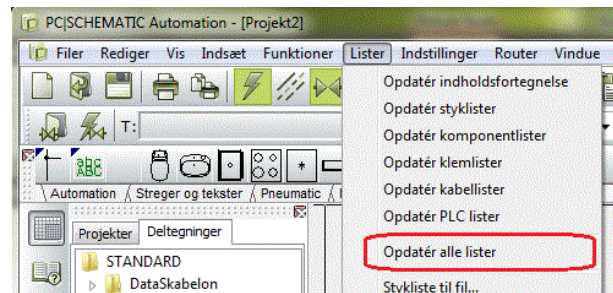 PC|SCHEMATIC Automation - [Projekt2]
Filer Rediger Vis Indsæt Funktioner Lister Indstillinger Router Vindue
Opdatér indholdsfortegnelse
Opdatér styklister
Opdatér komponentlister
Opdatér klemlister
Opdatér kabellister
Opdatér PLC lister
Opdatér alle lister
Stykliste til fil...
T:
abc
ABC
Automation Streger og tekster Pneumatic
Projekter Deltegninger
STANDARD
DataSkabelon